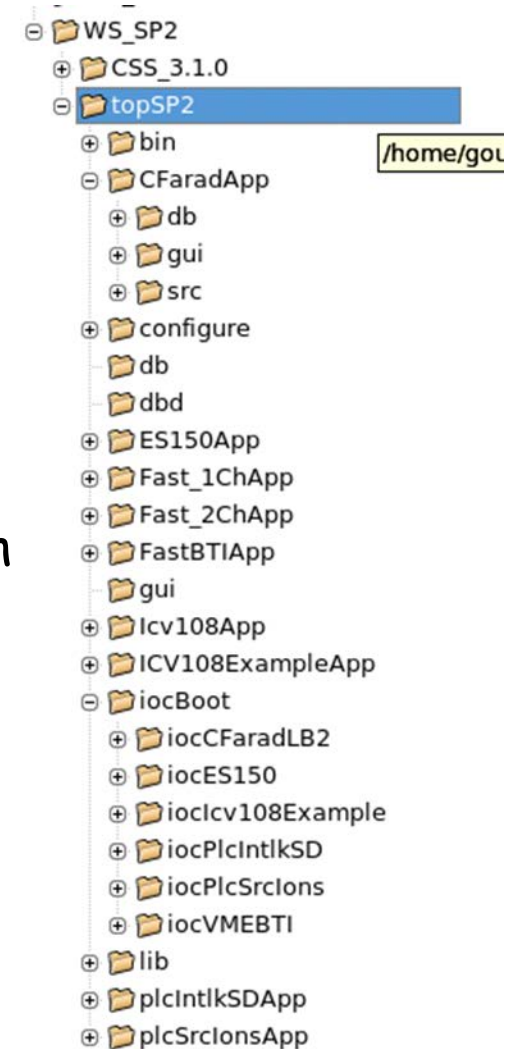 WS_SP2
CSS_3.1.0
topSP2
bin
/home/gou
CFaradApp
db
gui
src
configure
db
dbd
ES150App
Fast_1ChApp
Fast_2ChApp
FastBTIApp
n
gui
Icv108App
ICV108ExampleApp
iocBoot
iocCFaradLB2
iocES150
iocIcv108Example
iocPlcIntlkSD
iocPlcSrcIons
iocVMEBTI
lib
plcIntlkSDApp
plcSrcIonsApp